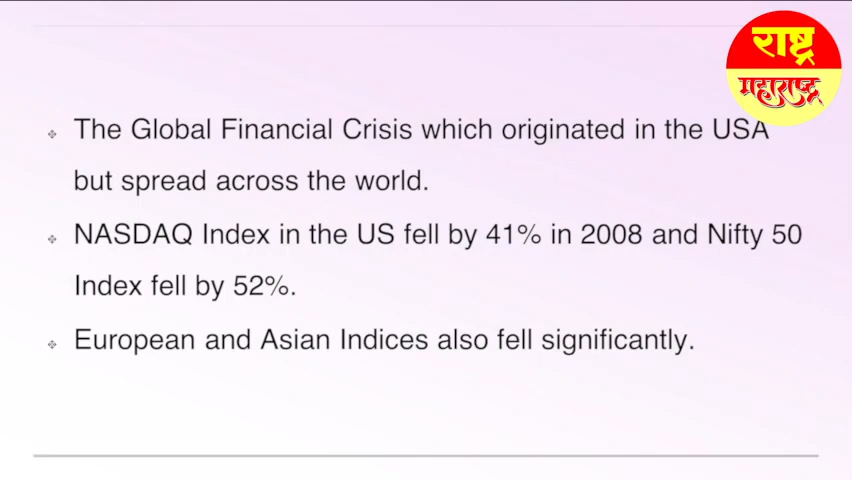 राष्ट्र
महाराष्ट्र
The Global Financial Crisis which originated in the USA
but spread across the world.
NASDAQ Index in the US fell by 41% in 2008 and Nifty 50
Index fell by 52%.
European and Asian Indices also fell significantly.